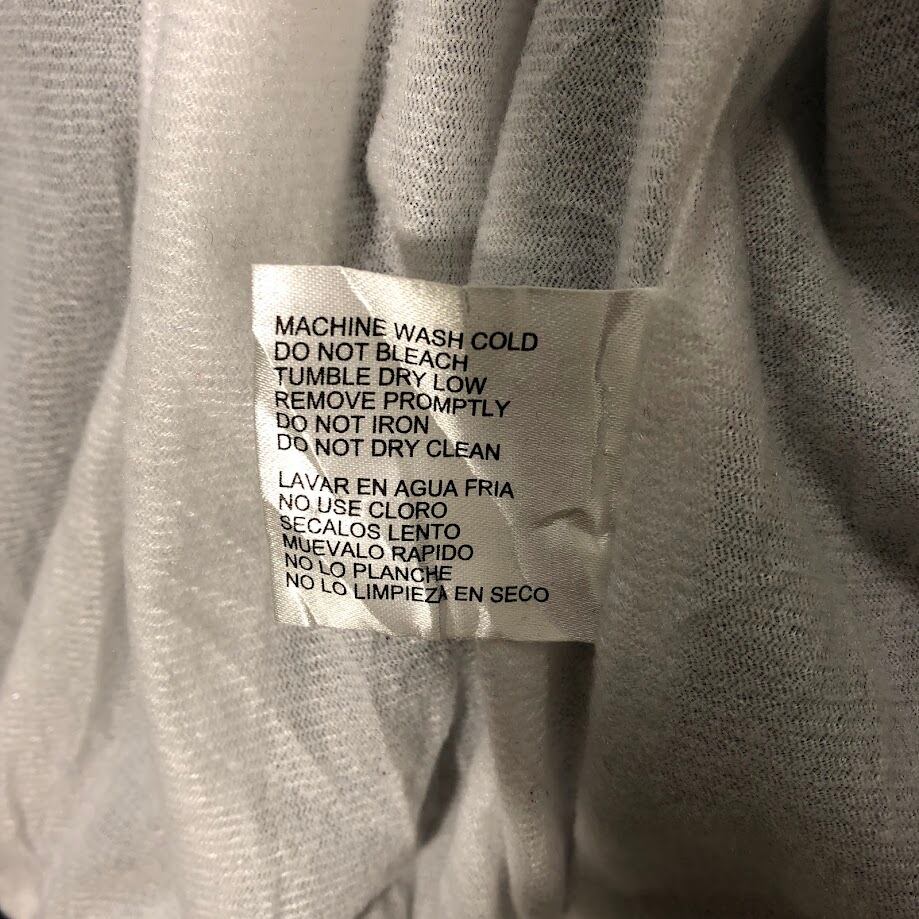 MACHINE WASH COLD
DO NOT BLEACH
TUMBLE DRY LOW
REMOVE PROMPTLY
DO NOT IRON
DO NOT DRY CLEAN
LAVAR EN AGUA FRIA
NO USE CLORO
SECALOS LENTO
MUEVALO RAPIDO
NO LO PLANCHE
NO LO LIMPIEZA EN SECO